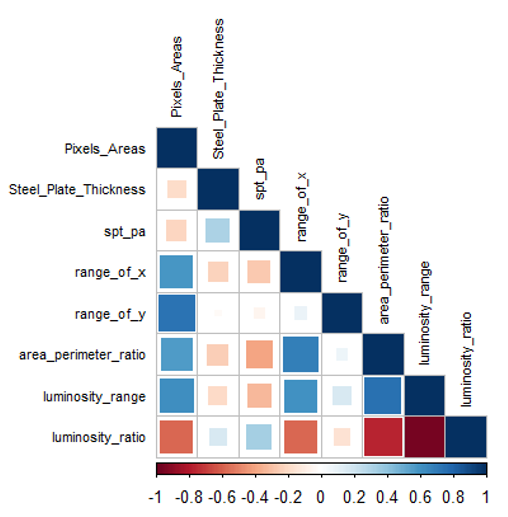 Pixels_Areas
Steel_Plate_Thickness
spt_pa
range_of_x
range_of_y
area_perimeter_ratio
luminosity_range
luminosity_ratio
Pixels_Areas
Steel_Plate_Thickness
spt_pa
range_of_x
range_of_y
area_perimeter_ratio
luminosity_range
luminosity_ratio
-1 -0.8 -0.6 -0.4 -0.2 0 0.2 0.4 0.6 0.8 1